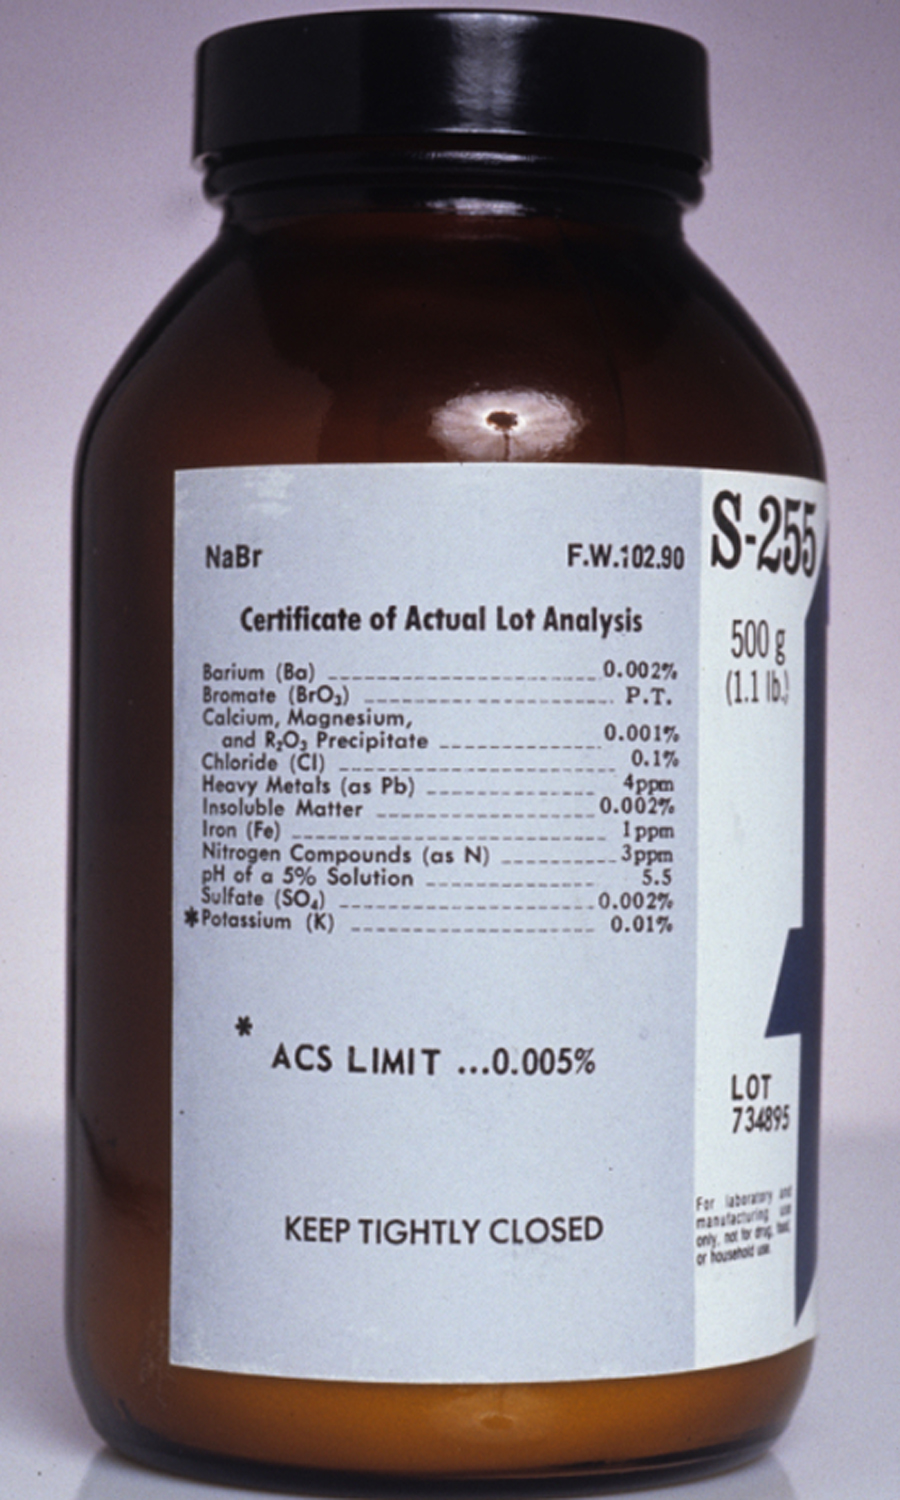 NaBr F.W.102.90
Certificate of Actual Lot Analysis
Barium (Ba) 0.002%
Bromate (BrO₃) P.T.
Calcium, Magnesium,
and R₂O₃ Precipitate 0.001%
Chloride (Cl) 0.1%
Heavy Metals (as Pb) 4ppm
Insoluble Matter 0.002%
Iron (Fe) 1ppm
Nitrogen Compounds (as N) 3ppm
pH of a 5% Solution 5.5
Sulfate (SO₄) 0.002%
*Potassium (K) 0.01%
*
ACS LIMIT ...0.005%
KEEP TIGHTLY CLOSED
S-255
500 g
(1.1 lb.)
LOT
734895
For laboratory and
manufacturing use
only, not for drug, food,
or household use.